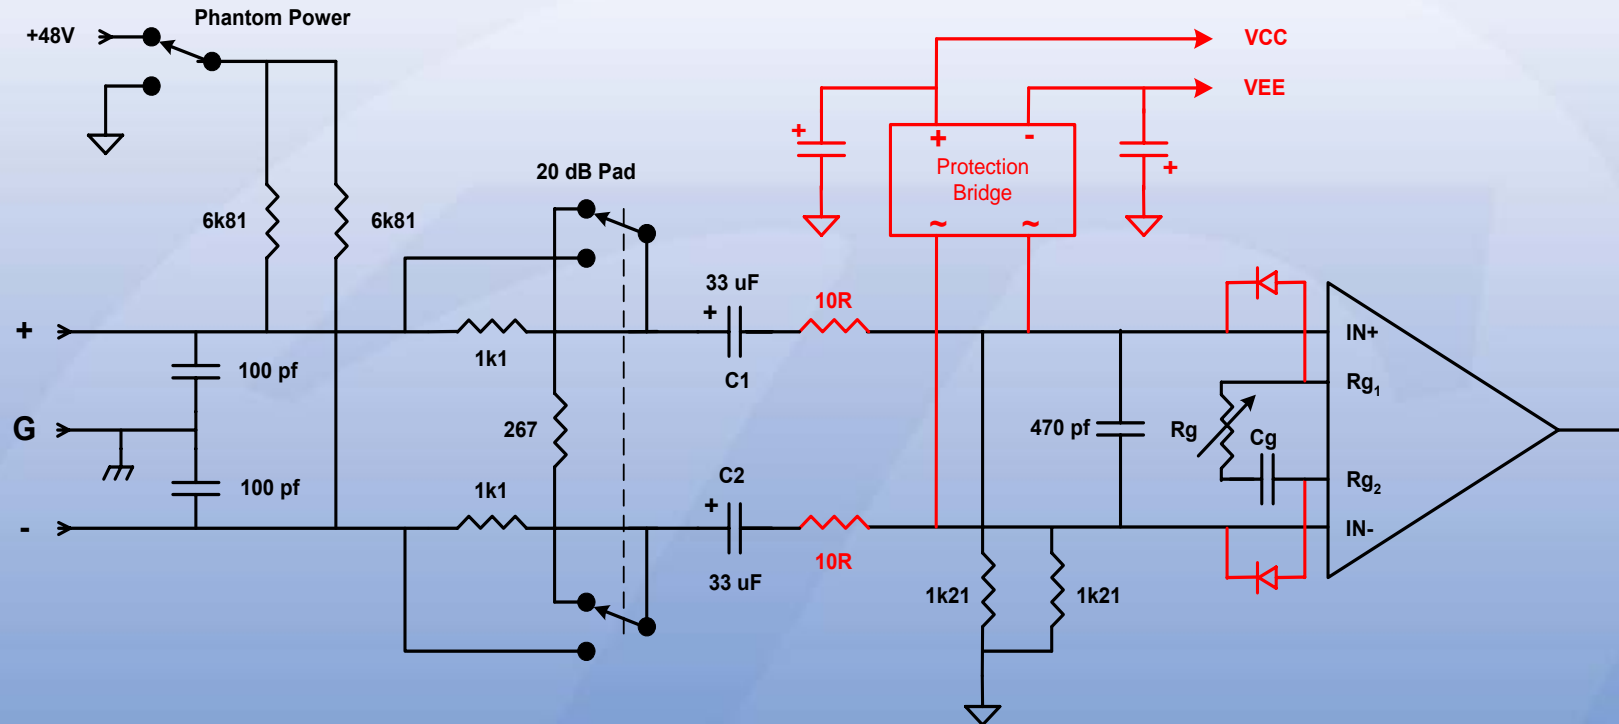 Phantom Power
+48V
VCC
VEE
+
+ -
Protection
Bridge
~ ~
+
20 dB Pad
6k81
6k81
33 uF
+
C1
10R
+
1k1
100 pf
G
267
100 pf
1k1
-
C2
+
33 uF
10R
470 pf
1k21
1k21
IN+
Rg1
Rg
Cg
Rg2
IN-